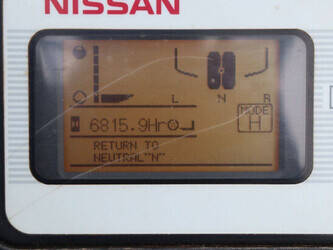 NISSAN
L N R
H 6815.9Hr
MODE
H
RETURN TO
NEUTRAL"N"